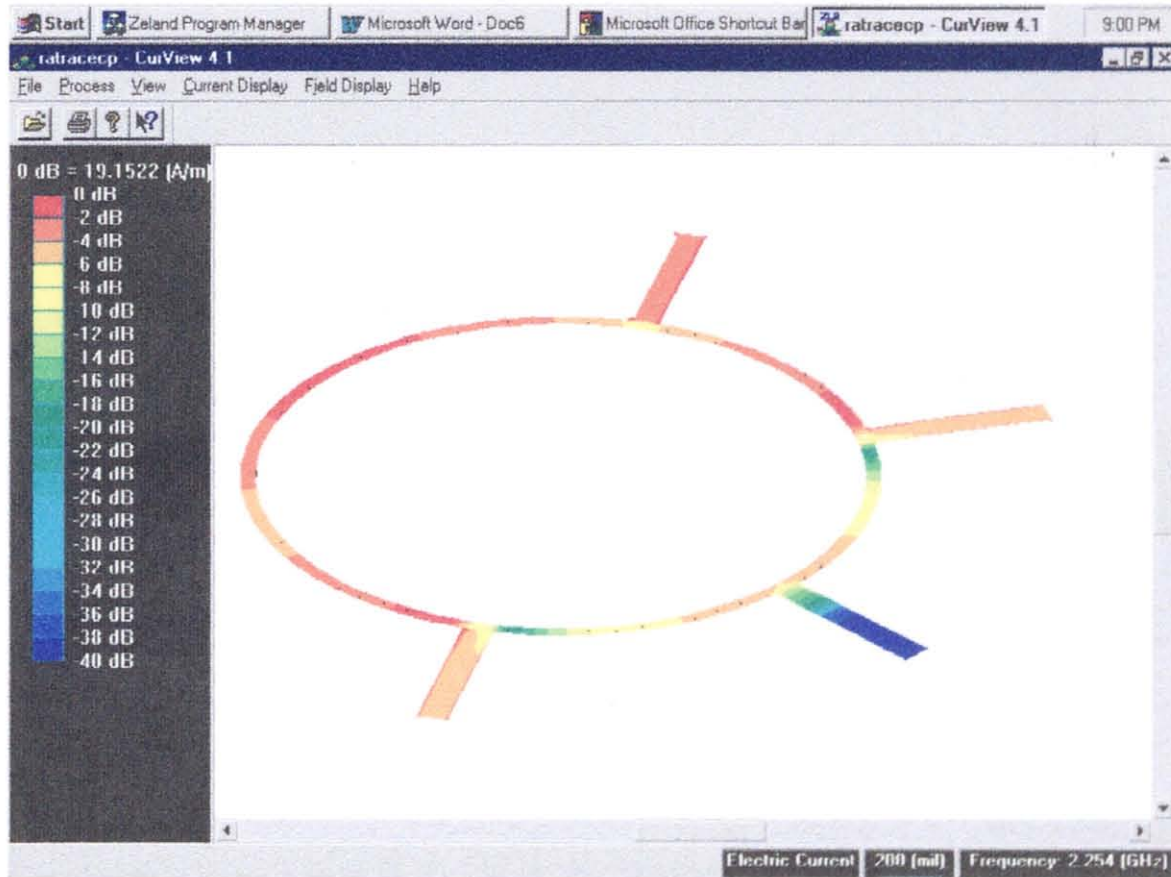 Start Zeland Program Manager Microsoft Word - Doc6 Microsoft Office Shortcut Bar ratracecp - CurView 4.1 9:00 PM
ratracecp - CurView 4.1
File Process View Current Display Field Display Help
0 dB = 19.1522 (A/m)
0 dB
-2 dB
-4 dB
6 dB
-8 dB
10 dB
-12 dB
14 dB
-16 dB
-18 dB
-20 dB
-22 dB
-24 dB
-26 dB
-28 dB
-30 dB
-32 dB
-34 dB
36 dB
-38 dB
-40 dB
Electric Current 200 (mil) Frequency: 2.254 (GHz)